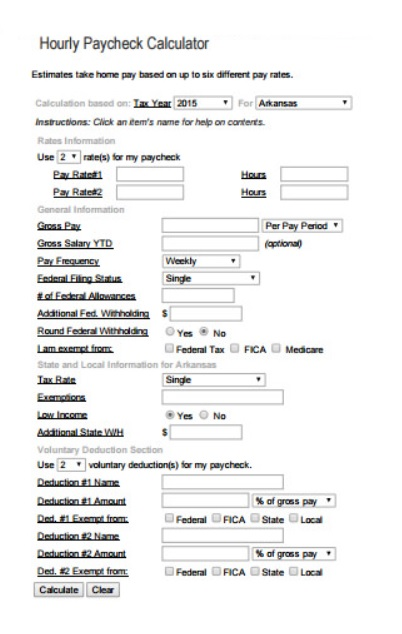 Hourly Paycheck Calculator
Estimates take home pay based on up to six different pay rates.
Calculation based on: Tax Year 2015 For Arkansas
Instructions: Click an item's name for help on contents.
Rates Information
Use 2 rate(s) for my paycheck
Pay Rate#1 Hours
Pay Rate#2 Hours
General Information
Gross Pay Per Pay Period
Gross Salary YTD (optional)
Pay Frequency Weekly
Federal Filing Status Single
# of Federal Allowances
Additional Fed. Withholding $
Round Federal Withholding Yes No
I am exempt from: Federal Tax FICA Medicare
State and Local Information for Arkansas
Tax Rate Single
Exemptions
Low Income Yes No
Additional State W/H $
Voluntary Deduction Section
Use 2 voluntary deduction(s) for my paycheck.
Deduction #1 Name
Deduction #1 Amount % of gross pay
Ded. #1 Exempt from: Federal FICA State Local
Deduction #2 Name
Deduction #2 Amount % of gross pay
Ded. #2 Exempt from: Federal FICA State Local
Calculate Clear